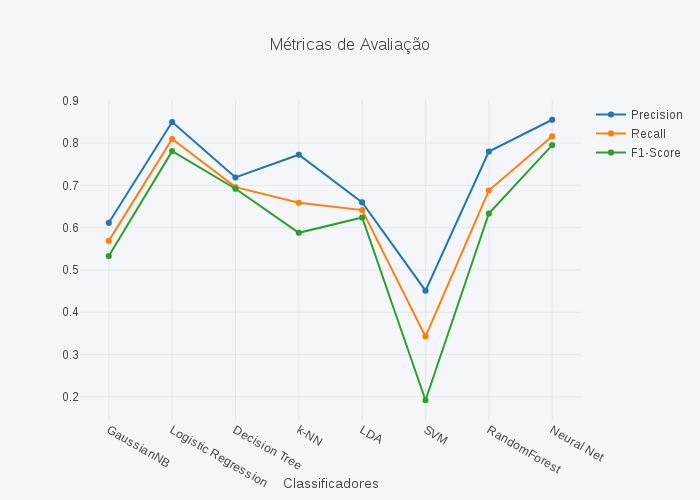 Métricas de Avaliação
0.9
0.8
0.7
0.6
0.5
0.4
0.3
0.2
Precision
Recall
F1-Score
GaussianNB
Logistic Regression
Decision Tree
k-NN
LDA
SVM
RandomForest
Neural Net
Classificadores